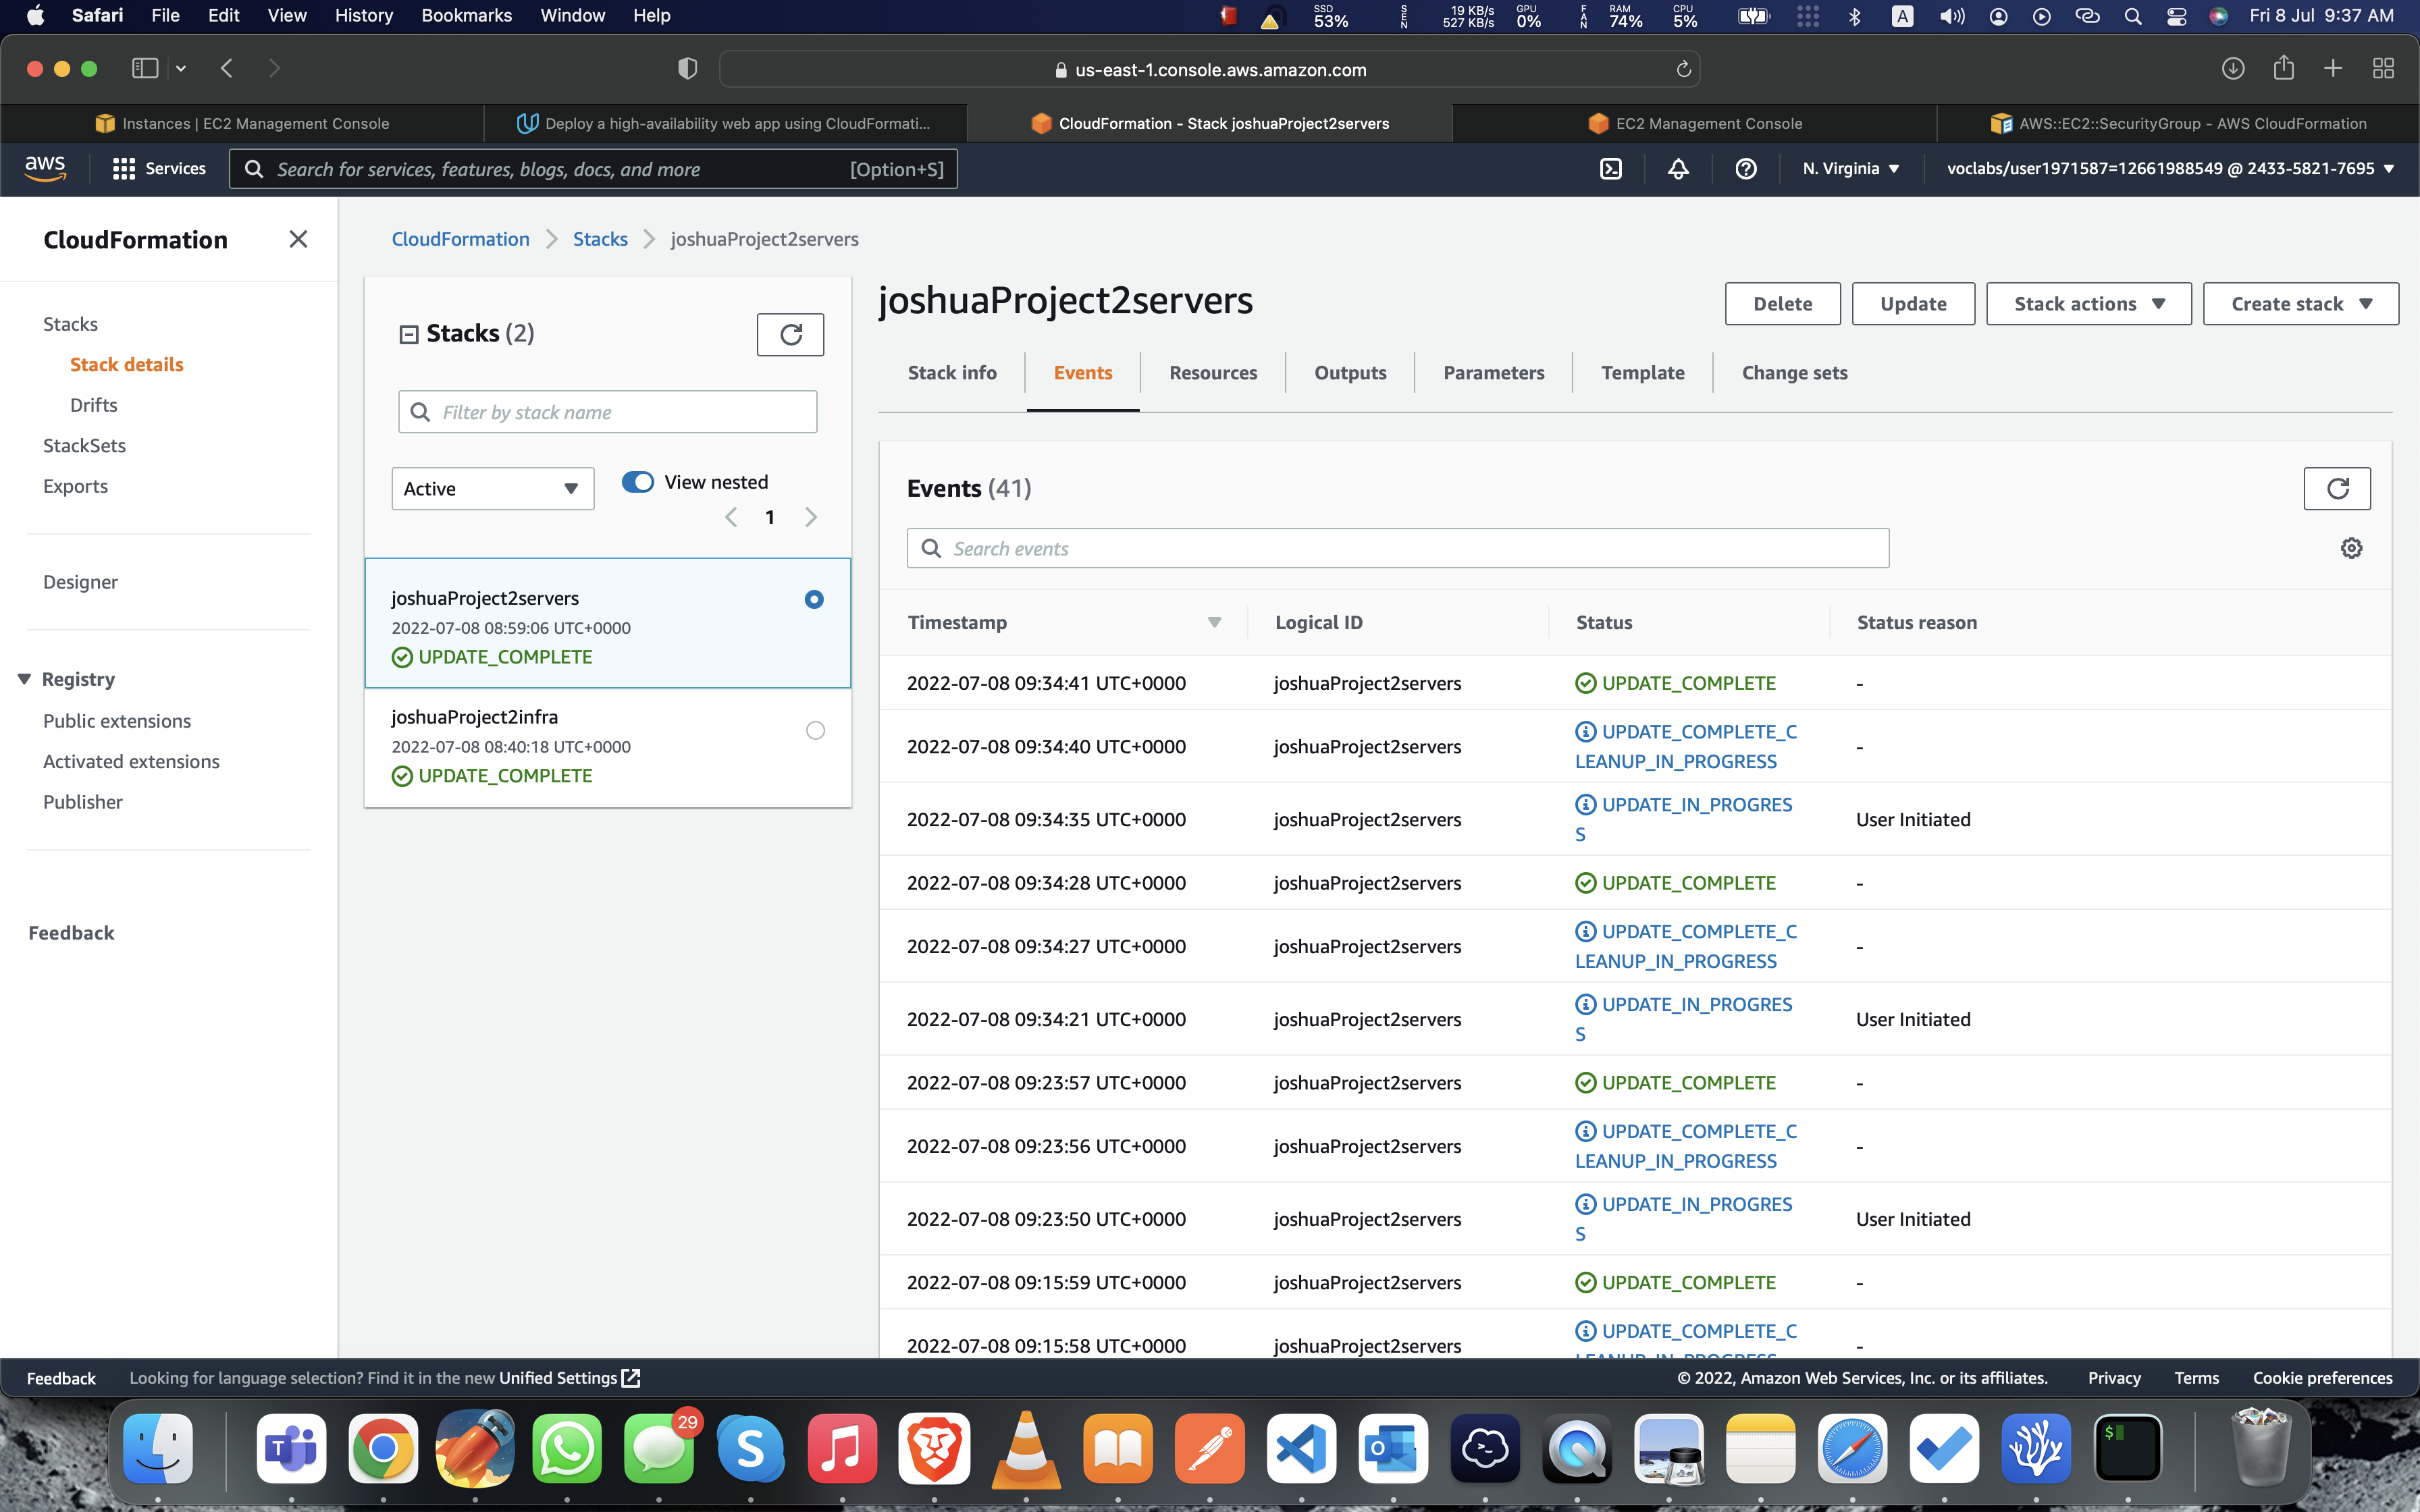 Safari File Edit View History Bookmarks Window Help
SSD 53% SEN 19 KB/s 527 KB/s GPU 0% FAN RAM 74% CPU 5% A Fri 8 Jul 9:37 AM
us-east-1.console.aws.amazon.com
Instances | EC2 Management Console
Deploy a high-availability web app using CloudFormati...
CloudFormation - Stack joshuaProject2servers
EC2 Management Console
AWS::EC2::SecurityGroup - AWS CloudFormation
aws Services Search for services, features, blogs, docs, and more [Option+S] N. Virginia voclabs/user1971587=12661988549 @ 2433-5821-7695
CloudFormation
Stacks
Stack details
Drifts
StackSets
Exports
Designer
Registry
Public extensions
Activated extensions
Publisher
Feedback
CloudFormation Stacks joshuaProject2servers
Stacks (2)
Filter by stack name
Active View nested
1
joshuaProject2servers
2022-07-08 08:59:06 UTC+0000
UPDATE_COMPLETE
joshuaProject2infra
2022-07-08 08:40:18 UTC+0000
UPDATE_COMPLETE
joshuaProject2servers
Delete Update Stack actions Create stack
Stack info Events Resources Outputs Parameters Template Change sets
Events (41)
Search events
Timestamp Logical ID Status Status reason
2022-07-08 09:34:41 UTC+0000 joshuaProject2servers UPDATE_COMPLETE -
2022-07-08 09:34:40 UTC+0000 joshuaProject2servers UPDATE_COMPLETE_C
LEANUP_IN_PROGRESS -
2022-07-08 09:34:35 UTC+0000 joshuaProject2servers UPDATE_IN_PROGRES
S User Initiated
2022-07-08 09:34:28 UTC+0000 joshuaProject2servers UPDATE_COMPLETE -
2022-07-08 09:34:27 UTC+0000 joshuaProject2servers UPDATE_COMPLETE_C
LEANUP_IN_PROGRESS -
2022-07-08 09:34:21 UTC+0000 joshuaProject2servers UPDATE_IN_PROGRES
S User Initiated
2022-07-08 09:23:57 UTC+0000 joshuaProject2servers UPDATE_COMPLETE -
2022-07-08 09:23:56 UTC+0000 joshuaProject2servers UPDATE_COMPLETE_C
LEANUP_IN_PROGRESS -
2022-07-08 09:23:50 UTC+0000 joshuaProject2servers UPDATE_IN_PROGRES
S User Initiated
2022-07-08 09:15:59 UTC+0000 joshuaProject2servers UPDATE_COMPLETE -
2022-07-08 09:15:58 UTC+0000 joshuaProject2servers UPDATE_COMPLETE_C
LEANUP_IN_PROGRESS -
Feedback Looking for language selection? Find it in the new Unified Settings © 2022, Amazon Web Services, Inc. or its affiliates. Privacy Terms Cookie preferences
29